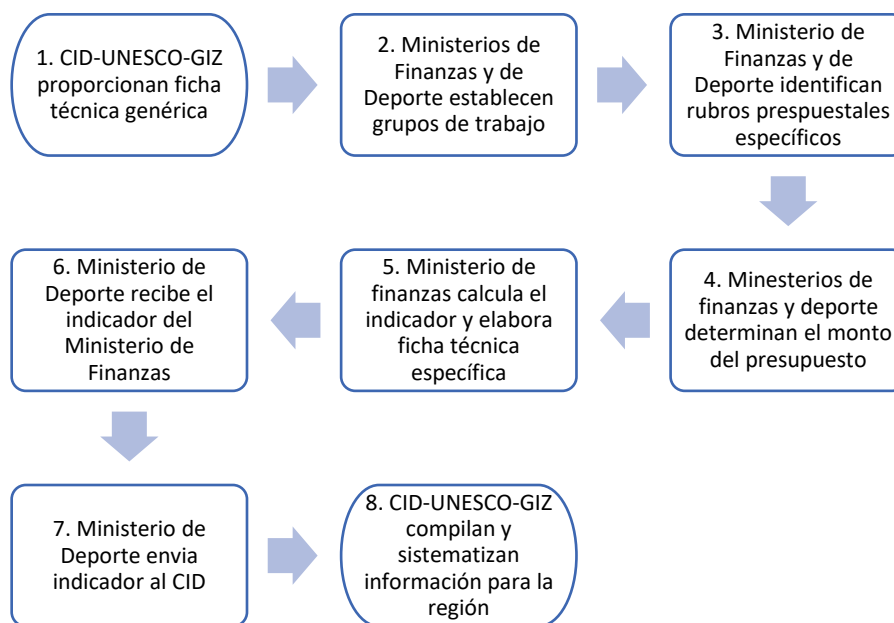 1. CID-UNESCO-GIZ
proporcionan ficha
técnica genérica
2. Ministerios de
Finanzas y de
Deporte establecen
grupos de trabajo
3. Ministerio de
Finanzas y de
Deporte identifican
rubros prespuestales
específicos
4. Minesterios de
finanzas y deporte
determinan el monto
del presupuesto
5. Ministerio de
finanzas calcula el
indicador y elabora
ficha técnica
específica
6. Ministerio de
Deporte recibe el
indicador del
Ministerio de
Finanzas
7. Ministerio de
Deporte envia
indicador al CID
8. CID-UNESCO-GIZ
compilan y
sistematizan
información para la
región